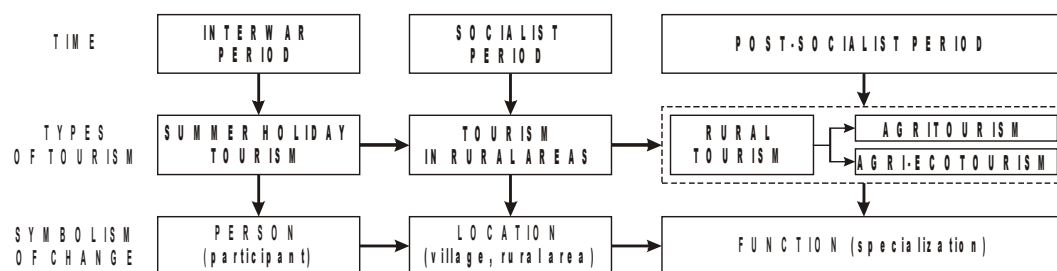 TIME
INTERWAR
PERIOD
SOCIALIST
PERIOD
POST-SOCIALIST PERIOD
TYPES
OF TOURISM
SUMMER HOLIDAY
TOURISM
TOURISM
IN RURAL AREAS
RURAL
TOURISM
AGRITOURISM
AGRI-ECOTOURISM
SYMBOLISM
OF CHANGE
PERSON
(participant)
LOCATION
(village, rural area)
FUNCTION (specialization)